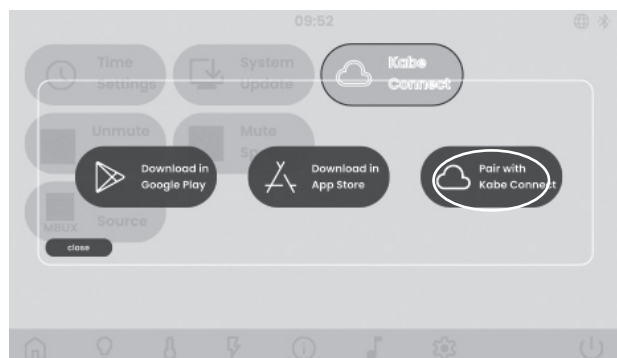 09:52
Time
Settings
System
Update
Kabe
Connect
Unmute
Mute
Download in
Google Play
Download in
App Store
Pair with
Kabe Connect
Source
MBUX
close